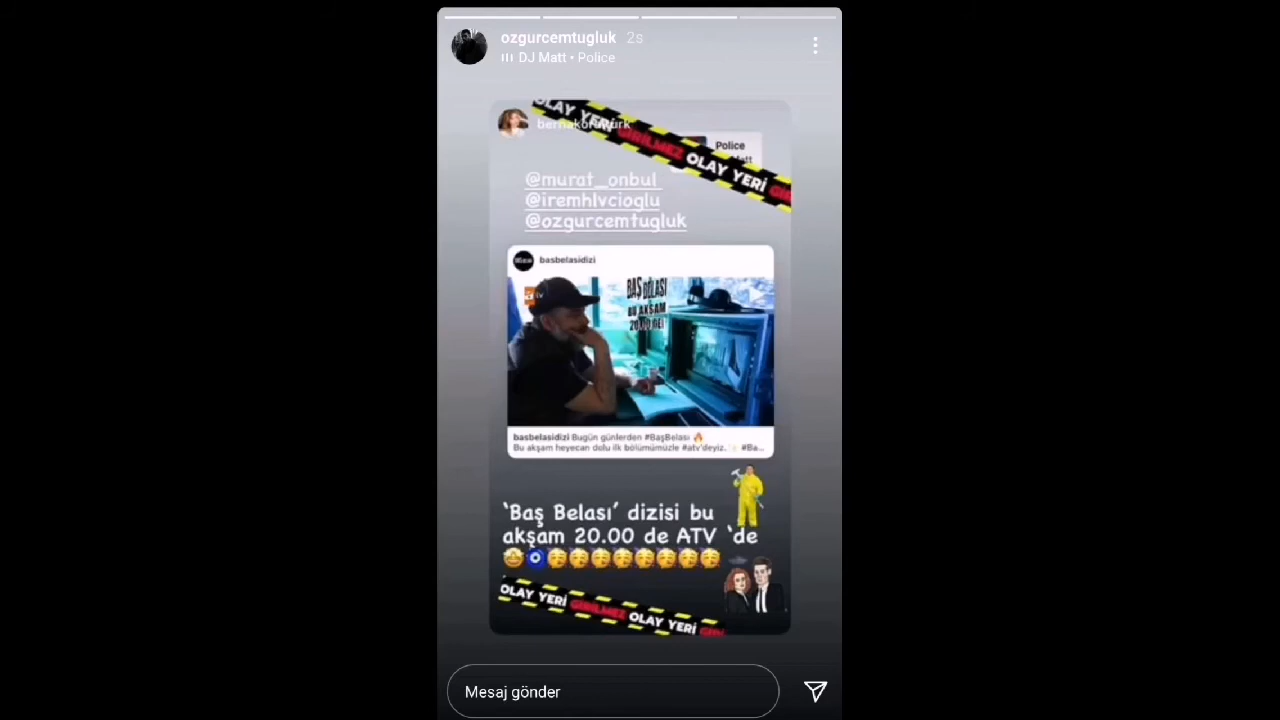 ozgurcemtugluk 2s
DJ Matt • Police
OLAY YERİ GİRİLMEZ OLAY YERİ
Police
@murat_onbul
@iremhlvcioglu
@ozgurcemtugluk
basbelasidizi
atv
BAŞ BELASI
BU AKŞAM
basbelasidizi Bugün günlerden #BaşBelası 🔥
Bu akşam heyecan dolu ilk bölümümüzle #atv'deyiz. #Ba...
'Baş Belası' dizisi bu
akşam 20.00 de ATV 'de
🤩🧿🥳🥳🥳🥳🥳🥳🥳🥳
OLAY YERİ GİRİLMEZ OLAY YERİ
Mesaj gönder